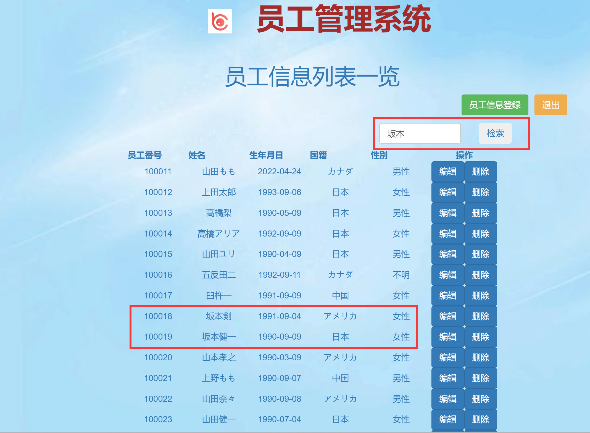 员工管理系统
员工信息列表一览
员工信息登録 退出
坂本 检索
员工番号 姓名 生年月日 国籍 性别 操作
100011 山田もも 2022-04-24 カナダ 男性 编辑 删除
100012 上田太郎 1993-09-06 日本 女性 编辑 删除
100013 高橋梨 1990-05-09 日本 男性 编辑 删除
100014 高橋アリア 1992-09-09 日本 女性 编辑 删除
100015 山田ユリ 1990-04-09 日本 男性 编辑 删除
100016 五反田二 1992-09-11 カナダ 不明 编辑 删除
100017 臼杵一 1991-09-09 中国 女性 编辑 删除
100018 坂本剣 1991-09-04 アメリカ 女性 编辑 删除
100019 坂本健一 1990-09-09 日本 女性 编辑 删除
100020 山本孝之 1990-03-09 アメリカ 女性 编辑 删除
100021 上野もも 1990-09-07 中国 男性 编辑 删除
100022 山田奈々 1990-09-08 アメリカ 男性 编辑 删除
100023 山田健一 1990-07-04 日本 女性 编辑 删除